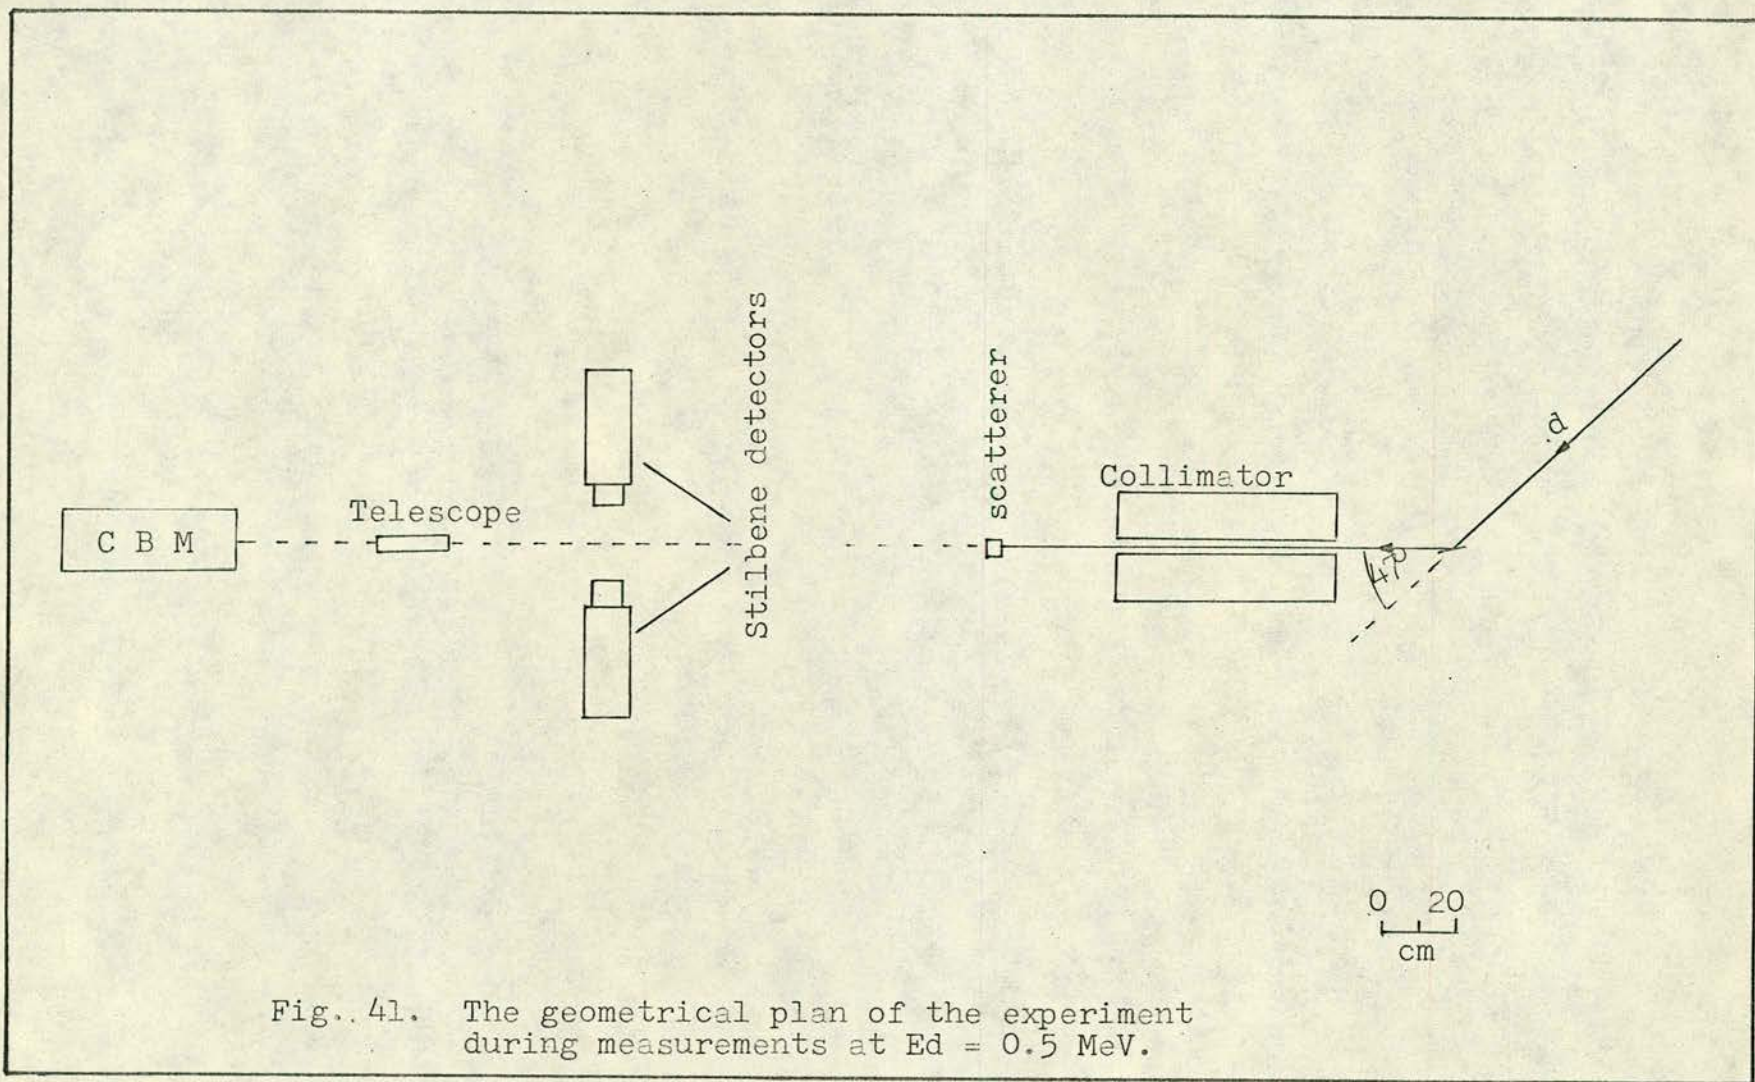 Stilbene detectors
scatterer
d
Collimator
Telescope
C B M
47°
0 20
cm
Fig. 41. The geometrical plan of the experiment
during measurements at Ed = 0.5 MeV.